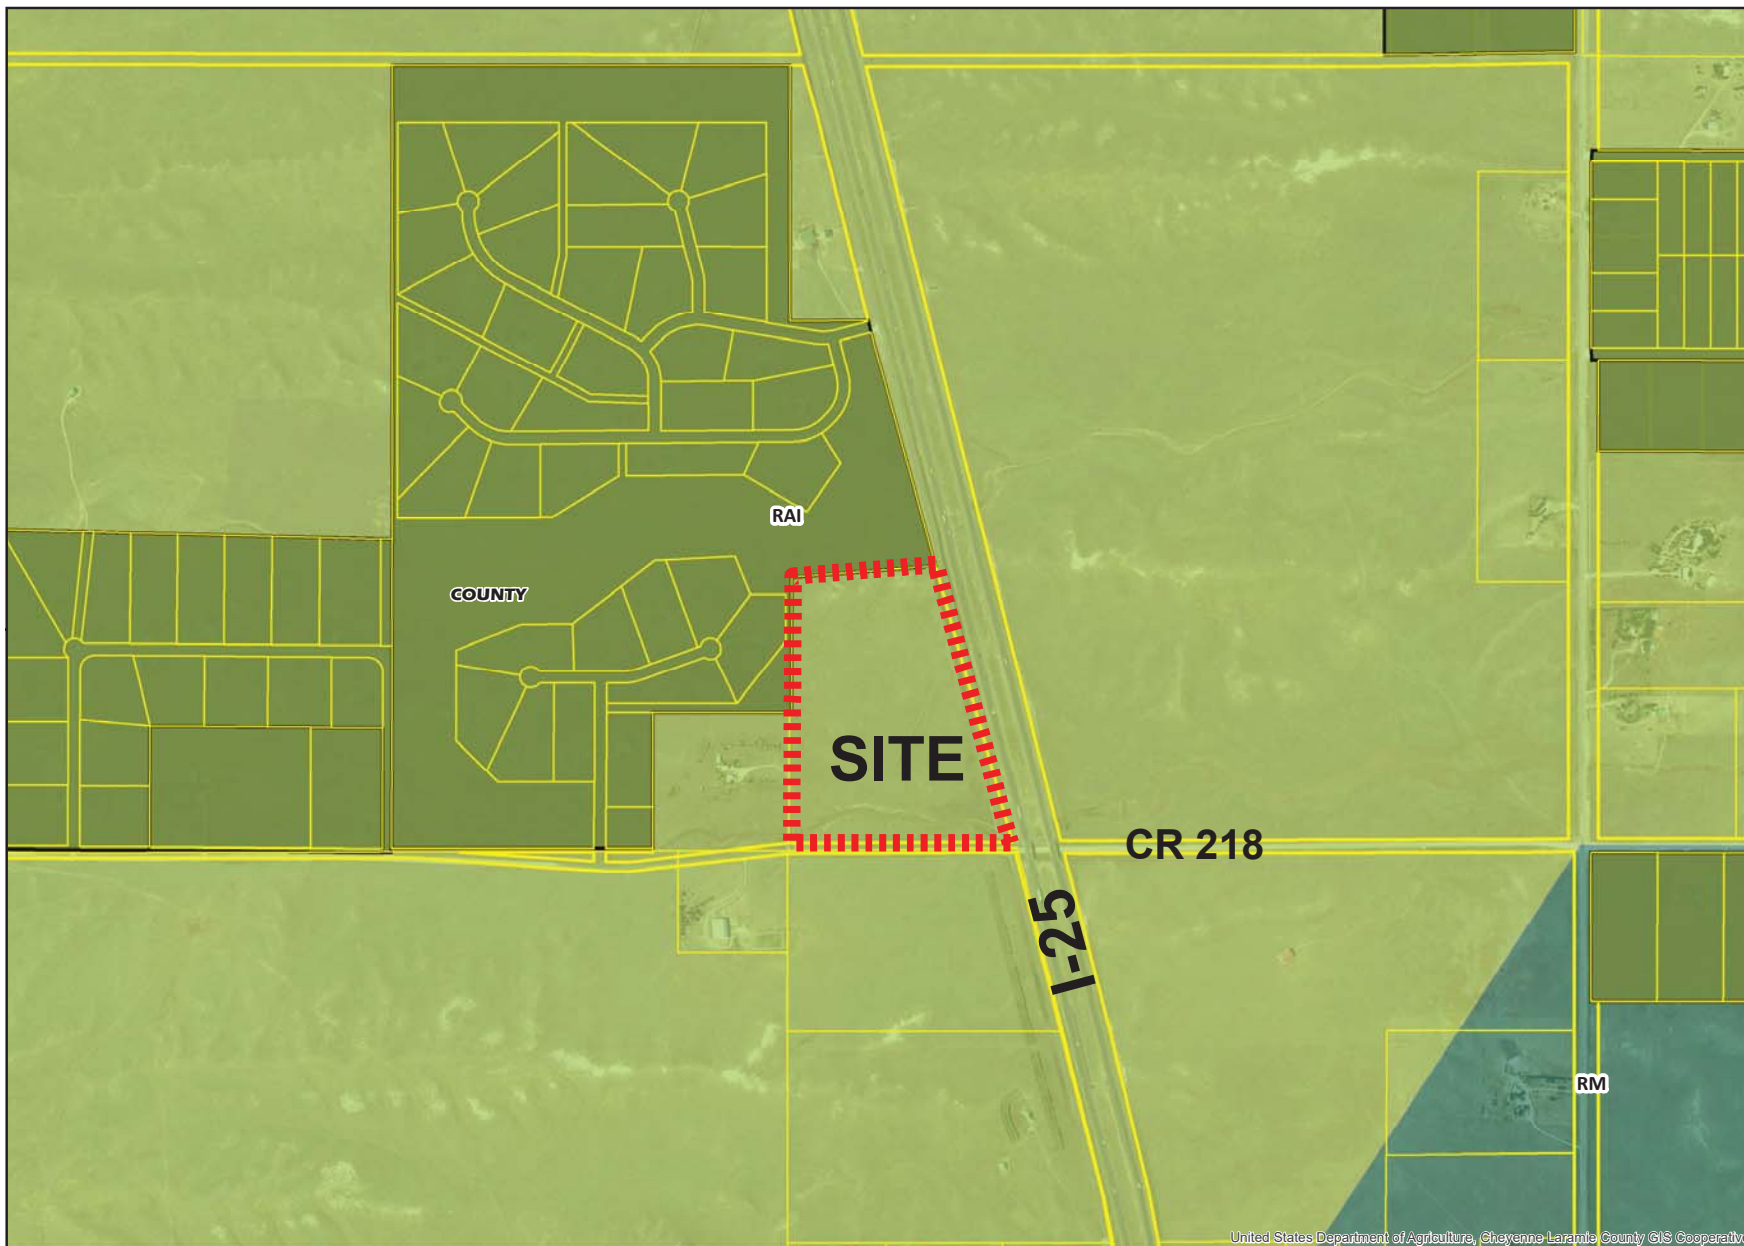 RAI
COUNTY
SITE
CR 218
I-25
RM
United States Department of Agriculture, Cheyenne Laramie County GIS Cooperative